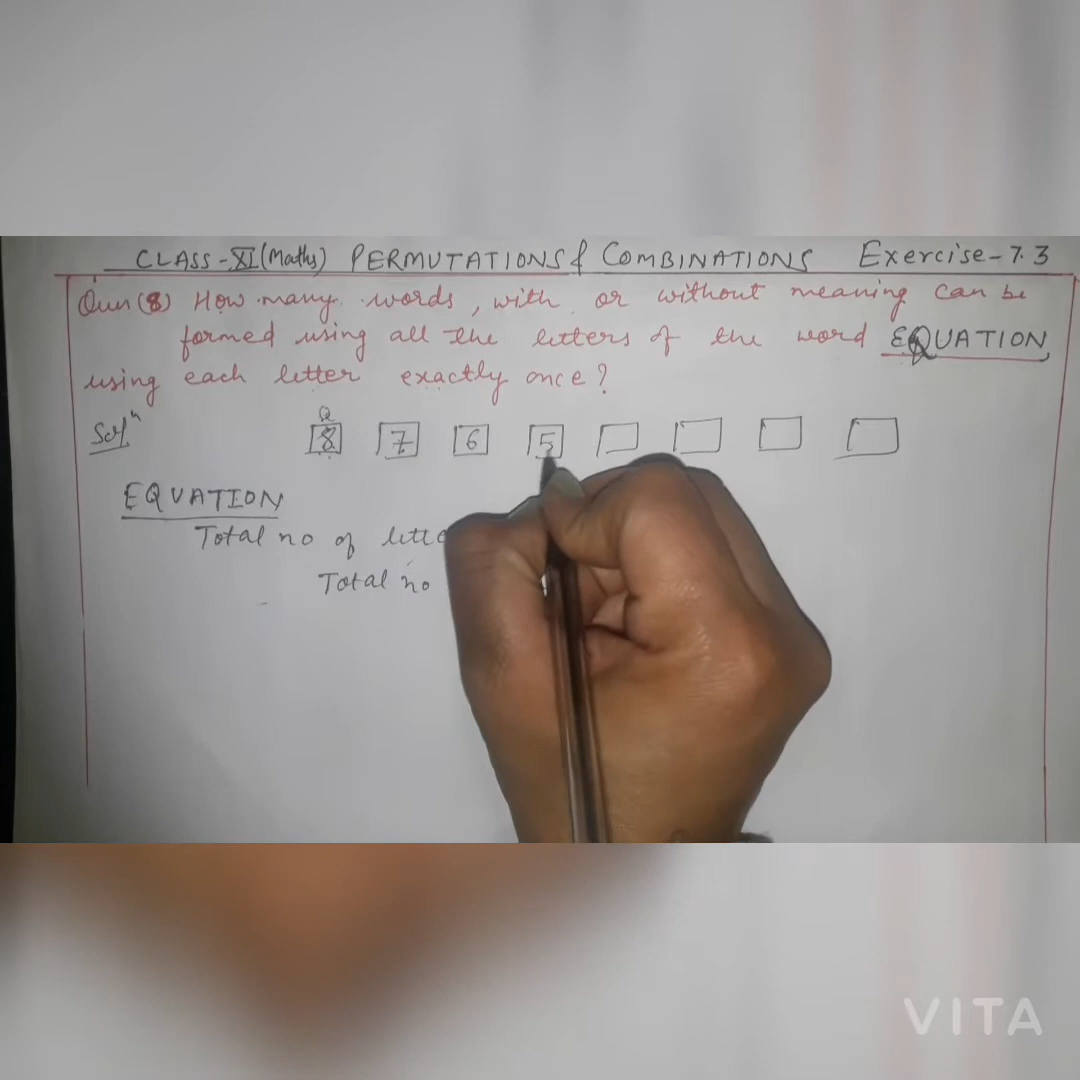 CLASS-XI (Maths) PERMUTATIONS & COMBINATIONS Exercise-7.3
Ques (8) How many words, with or without meaning can be
formed using all the letters of the word EQUATION
using each letter exactly once?
Q
Solⁿ 8 7 6 5
EQUATION
Total no of lette
Total no
VITA